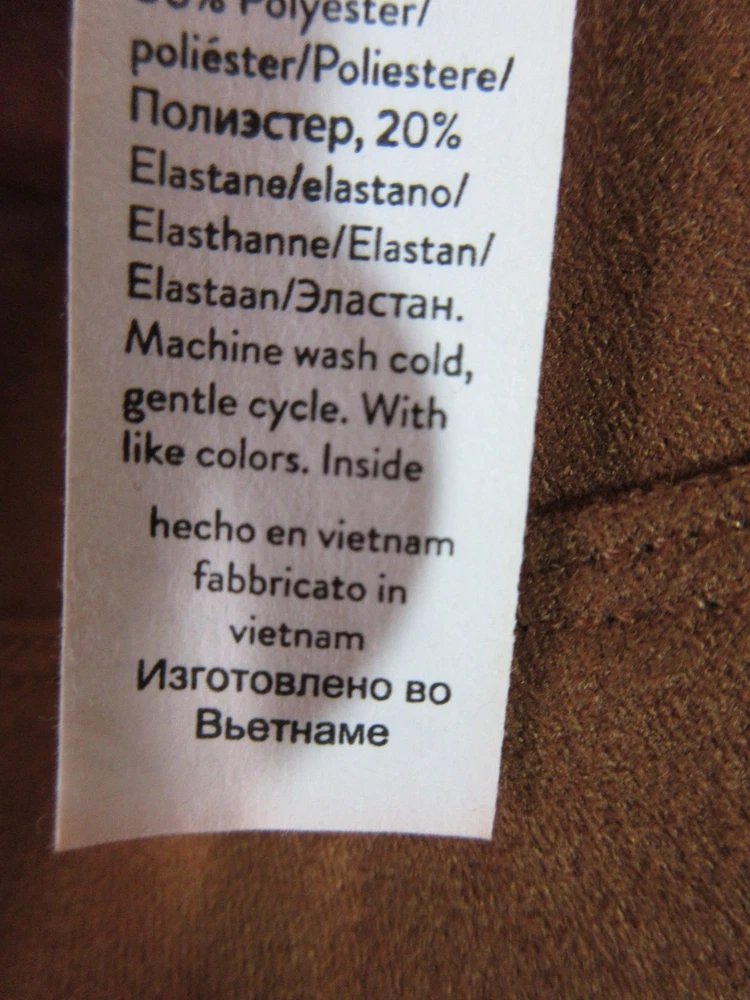 Polyester/
poliéster/Poliestere/
Полиэстер, 20%
Elastane/elastano/
Elasthanne/Elastan/
Elastaan/Эластан.
Machine wash cold,
gentle cycle. With
like colors. Inside
hecho en vietnam
fabbricato in
vietnam
Изготовлено во
Вьетнаме